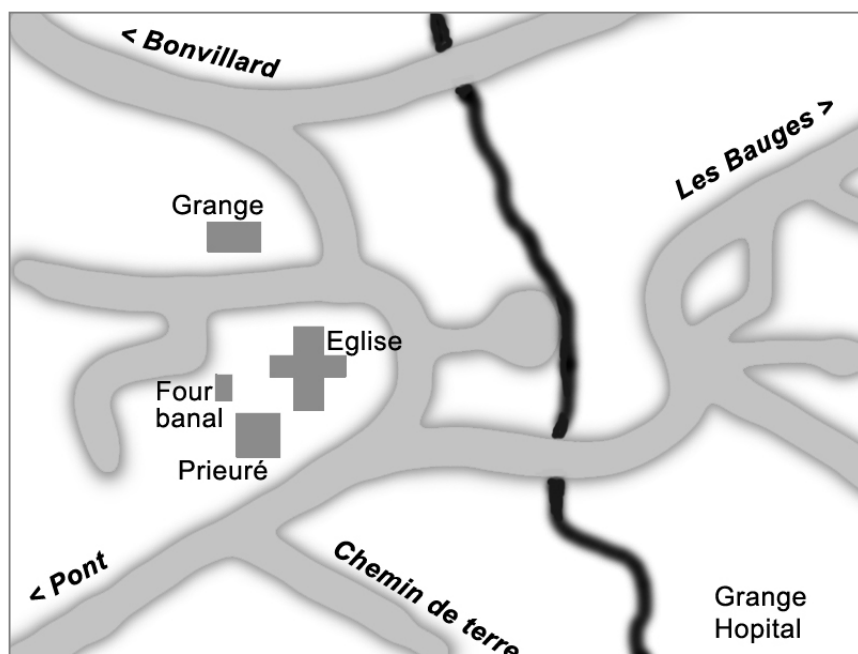 < Bonvillard
Les Bauges >
Grange
Eglise
Four
banal
Prieuré
< Pont
Chemin de terre
Grange
Hopital